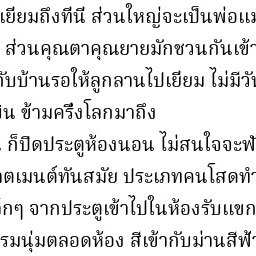 เยี่ยมถึงที่นี่ ส่วนใหญ่จะเป็นพ่อแม่
ส่วนคุณตาคุณยายมักชวนกันเข้า
กับบ้านรอให้ลูกลานไปเยี่ยม ไม่มีวัน
ข้ามครึ่งโลกมาถึง
ก็ปิดประตูห้องนอน ไม่สนใจจะฟั
ตเมนต์ทันสมัย ประเภทคนโสดทำ
จากประตูเข้าไปในห้องรับแขก
รมนุ่มตลอดห้อง สีเข้ากับม่านสีฟ้า